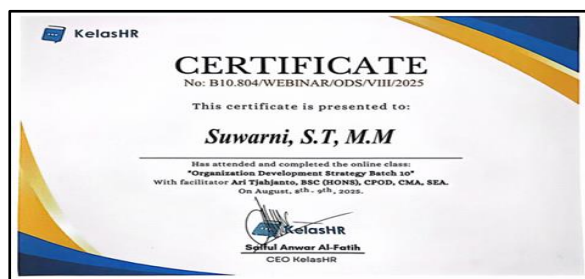 KelasHR
CERTIFICATE
No: B10.804/WEBINAR/ODS/VIII/2025
This certificate is presented to:
Suwarni, S.T, M.M
Has attended and completed the online class:
"Organization Development Strategy Batch 10"
With facilitator Ari Tjahjanto, BSC (HONS), CPOD, CMA, SEA.
On August, 8th - 9th, 2025.
KelasHR
Saiful Anwar Al-Fatih
CEO KelasHR